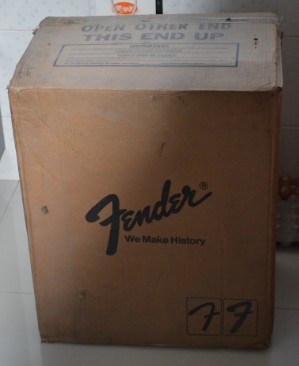 OPEN OTHER END
THIS END UP
Fender®
We Make History
F F